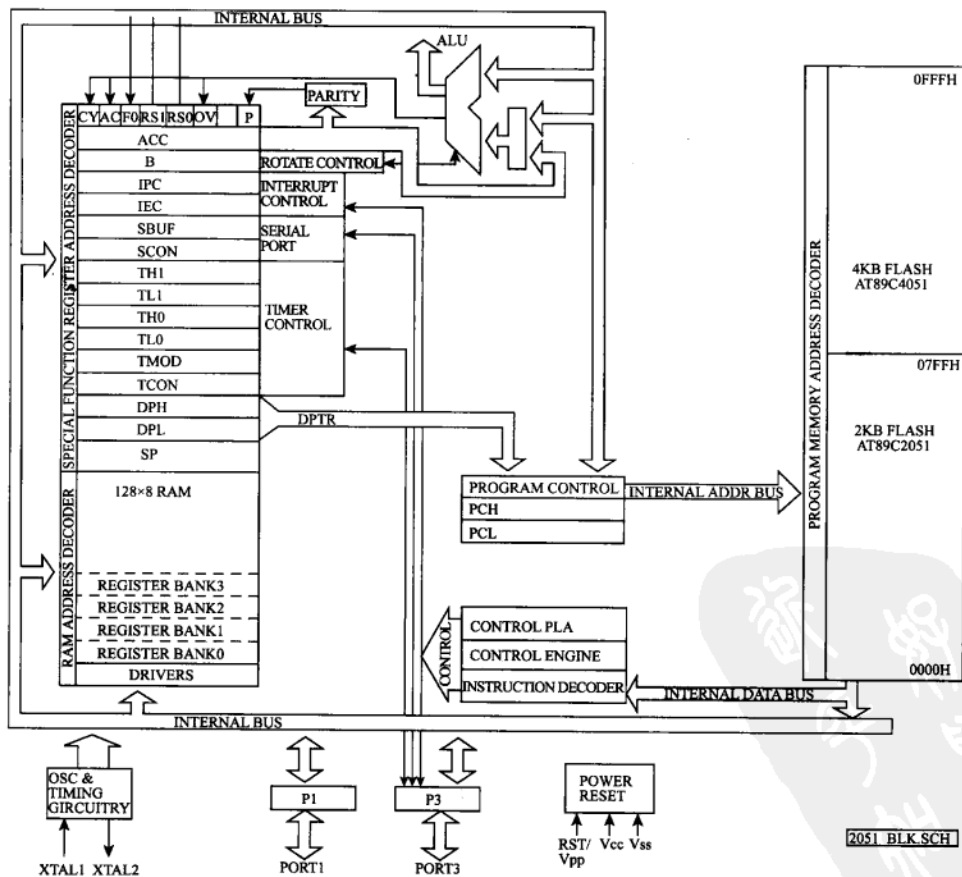 INTERNAL BUS
ALU
0FFFH
PARITY
CY AC F0 RS1 RS0 OV P
ACC
B
ROTATE CONTROL
IPC
INTERRUPT
CONTROL
IEC
SBUF
SERIAL
PORT
SCON
TH1
TL1
TIMER
CONTROL
TH0
TL0
TMOD
TCON
DPH
DPTR
DPL
SP
SPECIAL FUNCTION REGISTER ADDRESS DECODER
128×8 RAM
REGISTER BANK3
REGISTER BANK2
REGISTER BANK1
REGISTER BANK0
DRIVERS
RAM ADDRESS DECODER
PROGRAM CONTROL
PCH
PCL
INTERNAL ADDR BUS
PROGRAM MEMORY ADDRESS DECODER
4KB FLASH
AT89C4051
07FFH
2KB FLASH
AT89C2051
0000H
CONTROL
CONTROL PLA
CONTROL ENGINE
INSTRUCTION DECODER
INTERNAL DATA BUS
INTERNAL BUS
OSC &
TIMING
GIRCUITRY
XTAL1 XTAL2
P1
PORT1
P3
PORT3
POWER
RESET
RST/
Vpp
Vcc Vss
2051 BLK.SCH